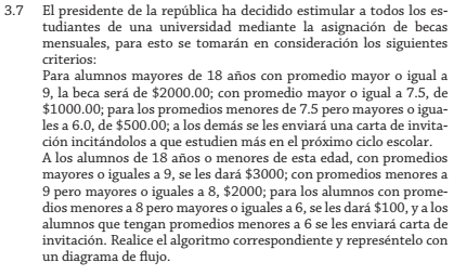 3.7 El presidente de la república ha decidido estimular a todos los es-
tudiantes de una universidad mediante la asignación de becas
mensuales, para esto se tomarán en consideración los siguientes
criterios:
Para alumnos mayores de 18 años con promedio mayor o igual a
9, la beca será de $2000.00; con promedio mayor o igual a 7.5, de
$1000.00; para los promedios menores de 7.5 pero mayores o igua-
les a 6.0, de $500.00; a los demás se les enviará una carta de invita-
ción incitándolos a que estudien más en el próximo ciclo escolar.
A los alumnos de 18 años o menores de esta edad, con promedios
mayores o iguales a 9, se les dará $3000; con promedios menores a
9 pero mayores o iguales a 8, $2000; para los alumnos con prome-
dios menores a 8 pero mayores o iguales a 6, se les dará $100, y a los
alumnos que tengan promedios menores a 6 se les enviará carta de
invitación. Realice el algoritmo correspondiente y represéntelo con
un diagrama de flujo.